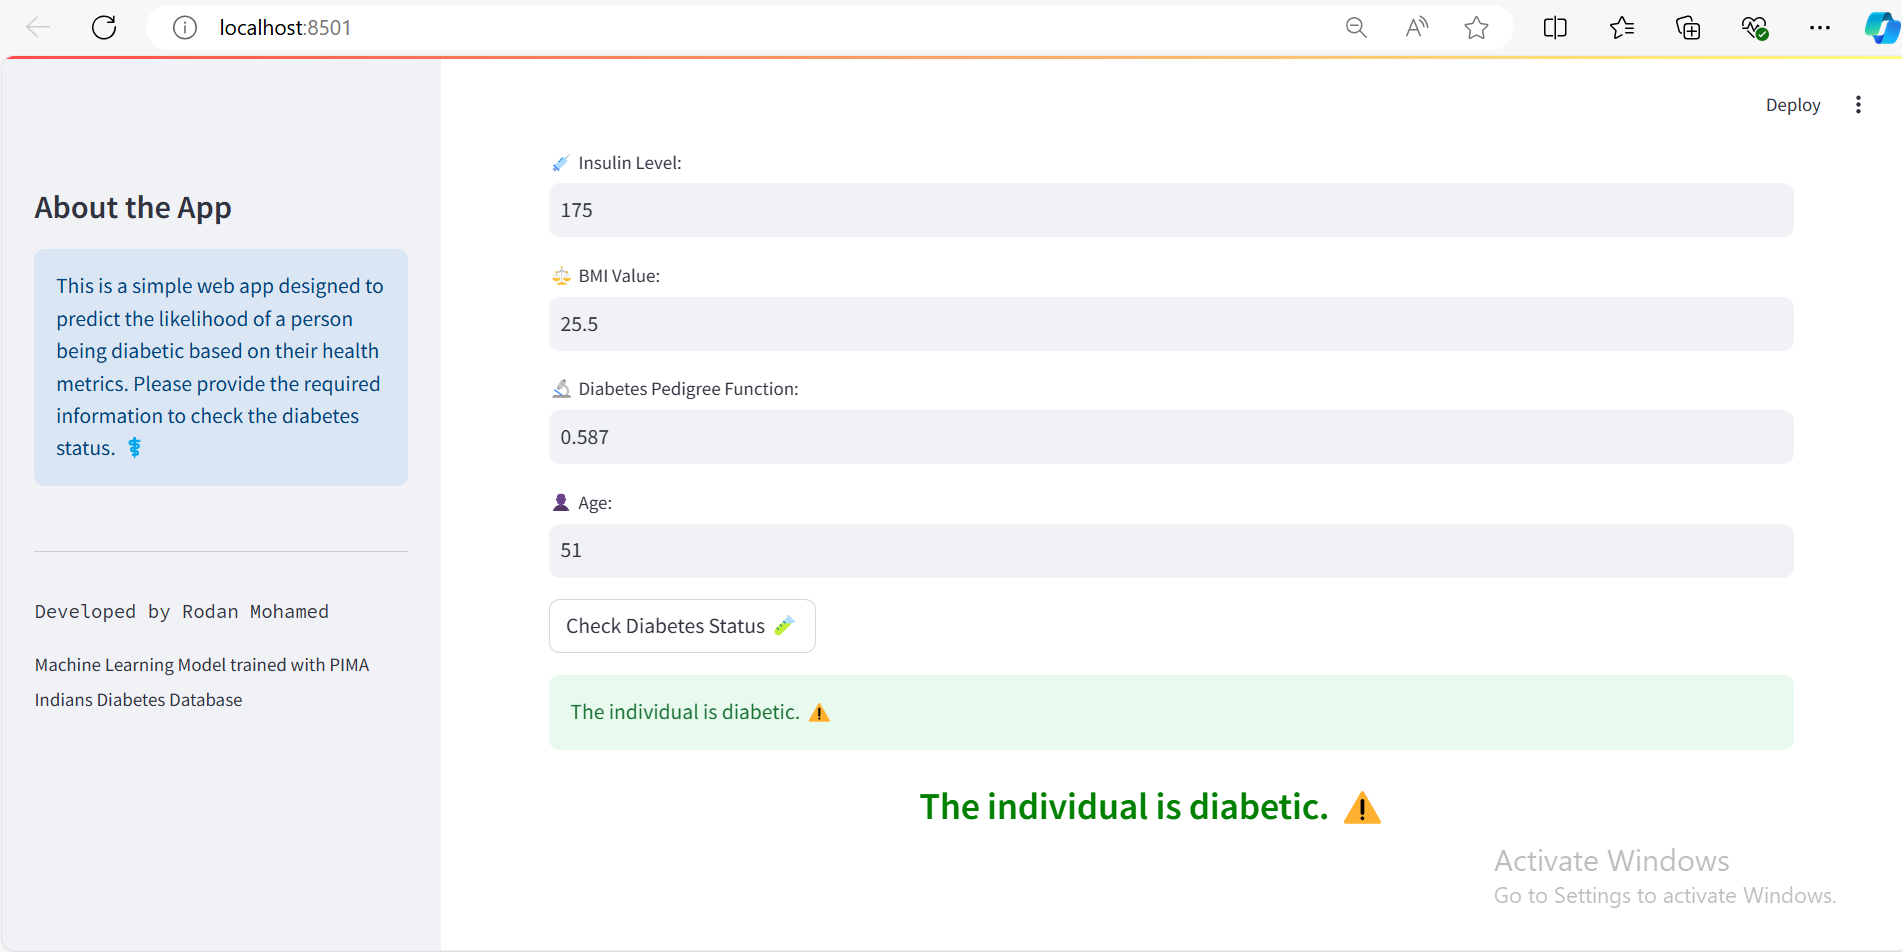 localhost:8501
Deploy
About the App
This is a simple web app designed to
predict the likelihood of a person
being diabetic based on their health
metrics. Please provide the required
information to check the diabetes
status.
Developed by Rodan Mohamed
Machine Learning Model trained with PIMA
Indians Diabetes Database
Insulin Level:
175
BMI Value:
25.5
Diabetes Pedigree Function:
0.587
Age:
51
Check Diabetes Status
The individual is diabetic.
The individual is diabetic.
Activate Windows
Go to Settings to activate Windows.